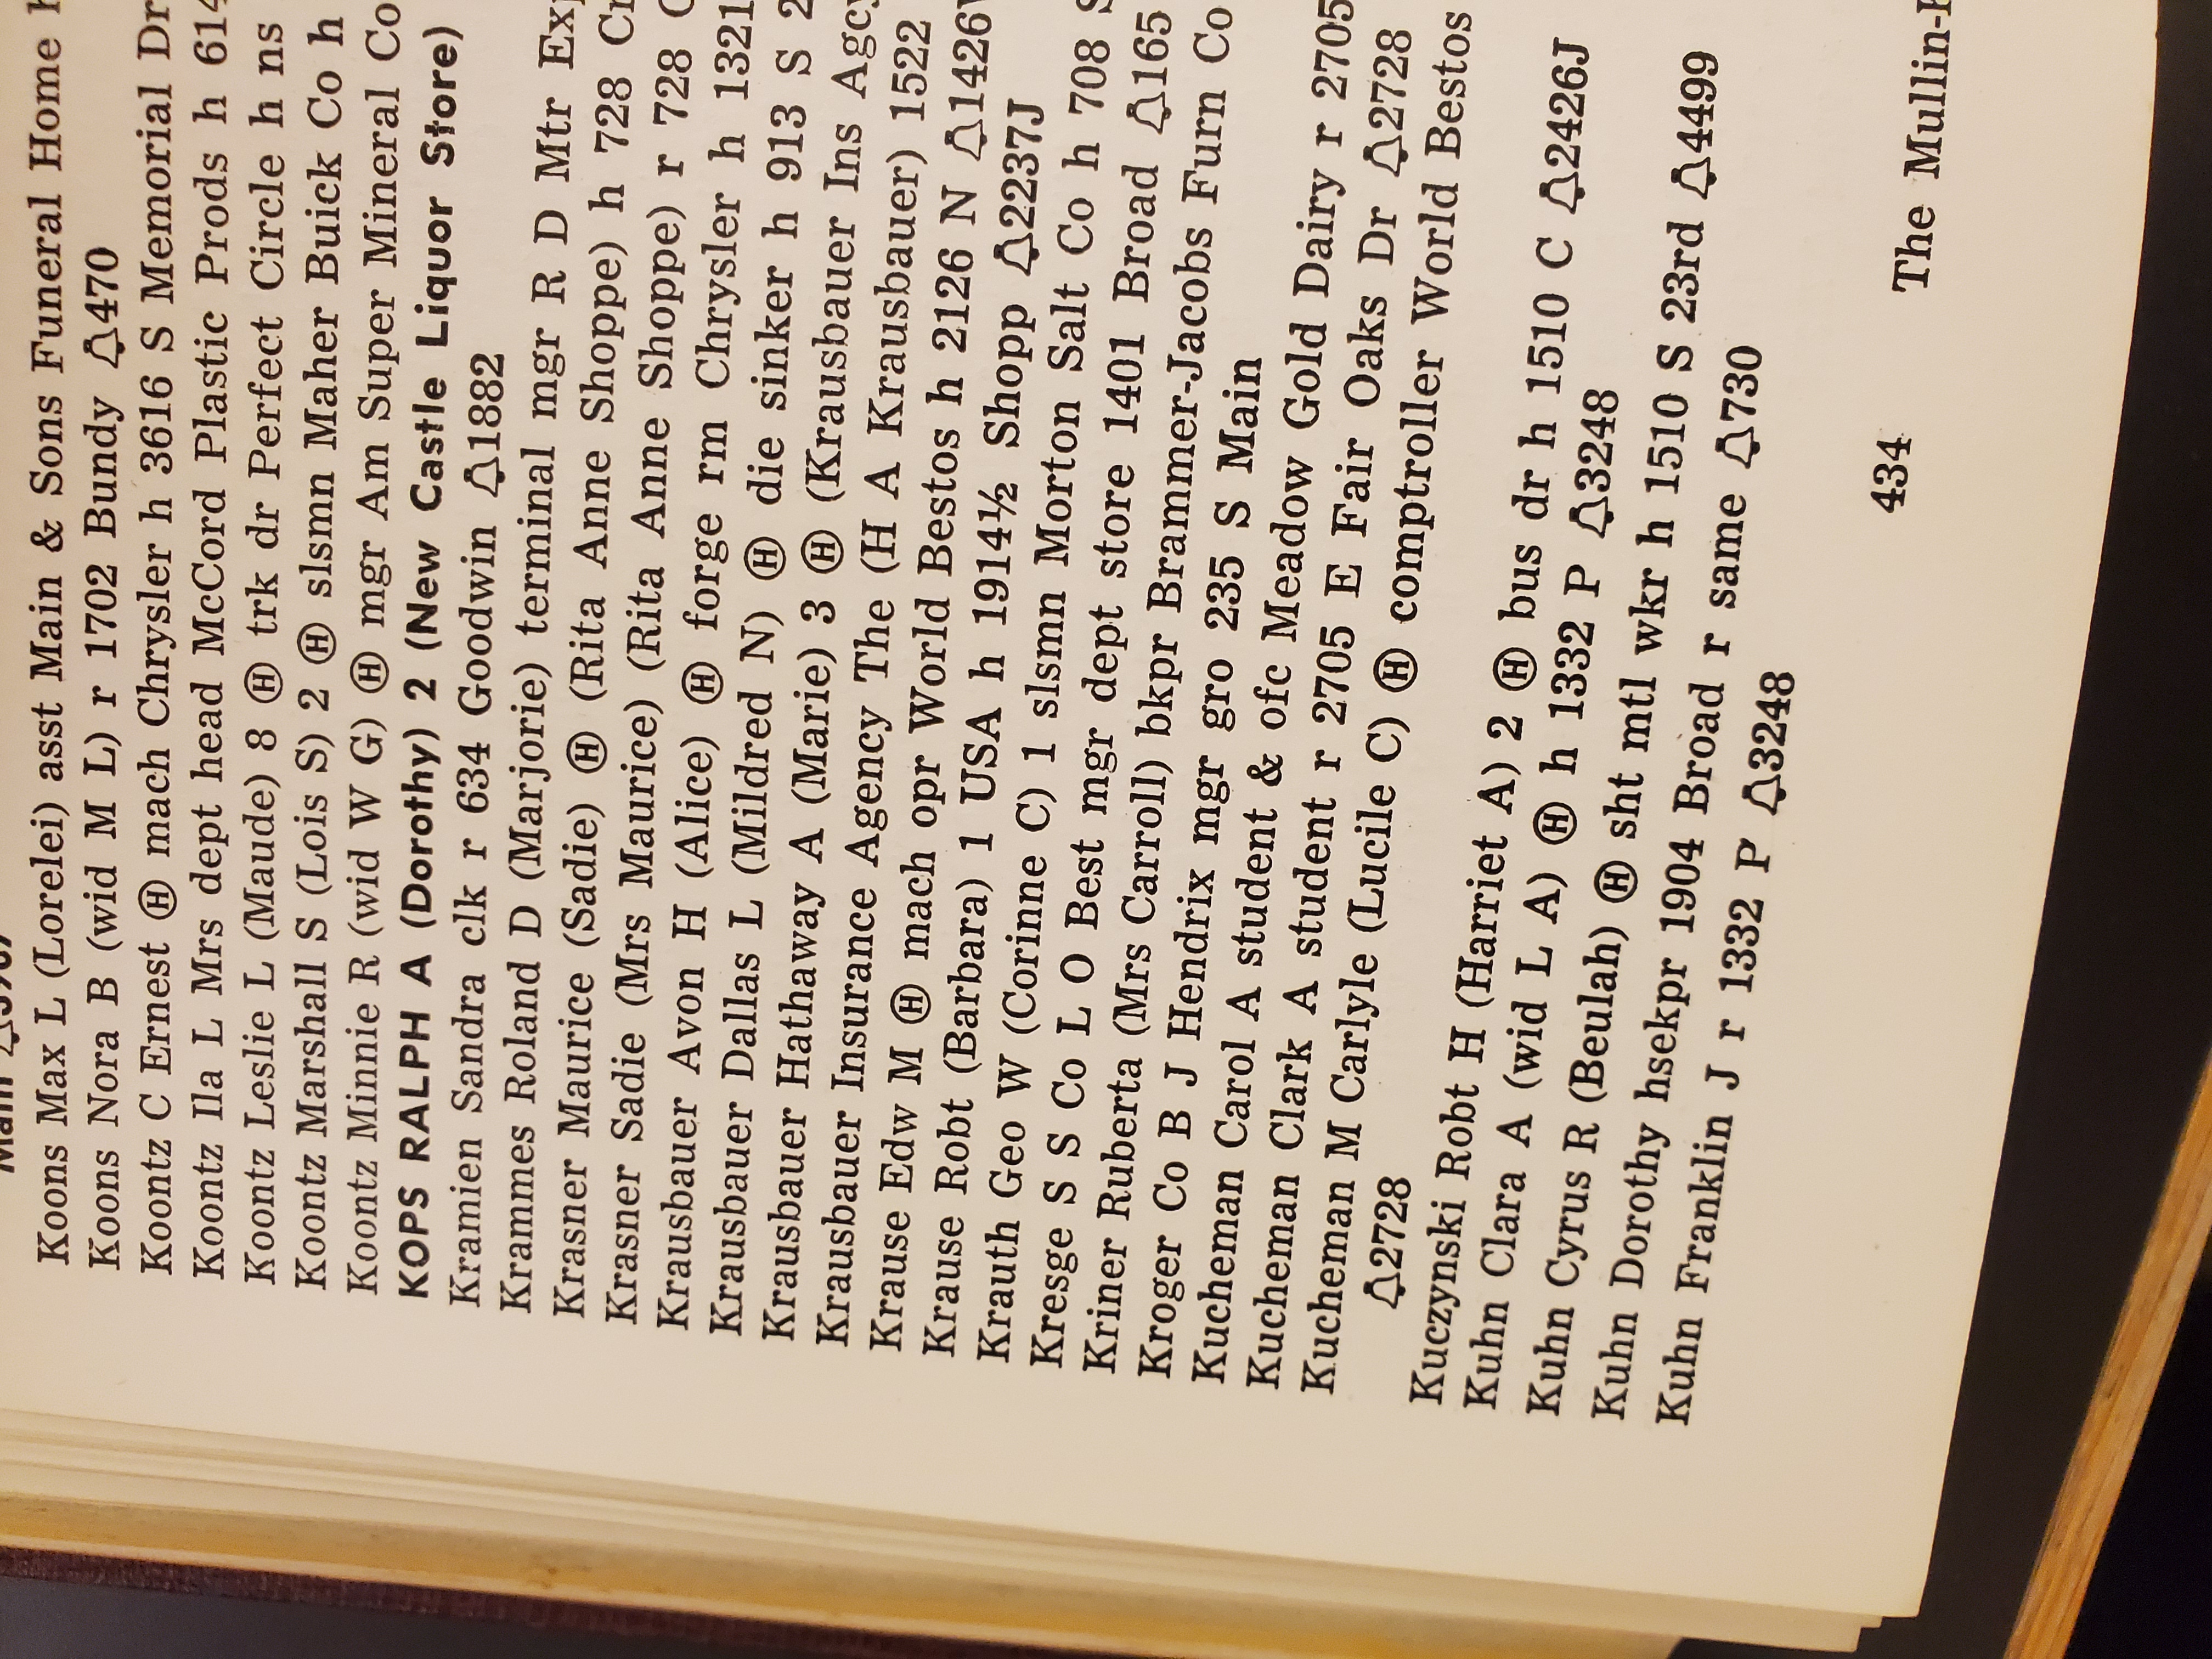 Koons Max L (Lorelei) asst Main & Sons Funeral Home
Koons Nora B (wid M L) r 1702 Bundy 🔔470
Koontz C Ernest Ⓗ mach Chrysler h 3616 S Memorial Dr
Koontz Ila L Mrs dept head McCord Plastic Prods h 614
Koontz Leslie L (Maude) 8 Ⓗ trk dr Perfect Circle h ns
Koontz Marshall S (Lois S) 2 Ⓗ slsmn Maher Buick Co h
Koontz Minnie R (wid W G) Ⓗ mgr Am Super Mineral Co
KOPS RALPH A (Dorothy) 2 (New Castle Liquor Store)
Kramien Sandra clk r 634 Goodwin 🔔1882
Krammes Roland D (Marjorie) terminal mgr R D Mtr Exp
Krasner Maurice (Sadie) Ⓗ (Rita Anne Shoppe) h 728
Krasner Sadie (Mrs Maurice) (Rita Anne Shoppe) r 728
Krausbauer Avon H (Alice) Ⓗ forge rm Chrysler h 1321
Krausbauer Dallas L (Mildred N) Ⓗ die sinker h 913 S 2
Krausbauer Hathaway A (Marie) 3 Ⓗ (Krausbauer Ins Agcy
Krausbauer Insurance Agency The (H A Krausbauer) 1522
Krause Edw M Ⓗ mach opr World Bestos h 2126 N 🔔1426W
Krause Robt (Barbara) 1 USA h 1914½ Shopp 🔔2237J
Krauth Geo W (Corinne C) 1 slsmn Morton Salt Co h 708 S
Kresge S S Co L O Best mgr dept store 1401 Broad 🔔165
Kriner Ruberta (Mrs Carroll) bkpr Brammer-Jacobs Furn Co
Kroger Co B J Hendrix mgr gro 235 S Main
Kucheman Carol A student & ofc Meadow Gold Dairy r 2705
Kucheman Clark A student r 2705 E Fair Oaks Dr 🔔2728
Kucheman M Carlyle (Lucile C) Ⓗ comptroller World Bestos
🔔2728
Kuczynski Robt H (Harriet A) 2 Ⓗ bus dr h 1510 C 🔔2426J
Kuhn Clara A (wid L A) Ⓗ h 1332 P 🔔3248
Kuhn Cyrus R (Beulah) Ⓗ sht mtl wkr h 1510 S 23rd 🔔4499
Kuhn Dorothy hsekpr 1904 Broad r same 🔔730
Kuhn Franklin J r 1332 P 🔔3248
434 The Mullin-